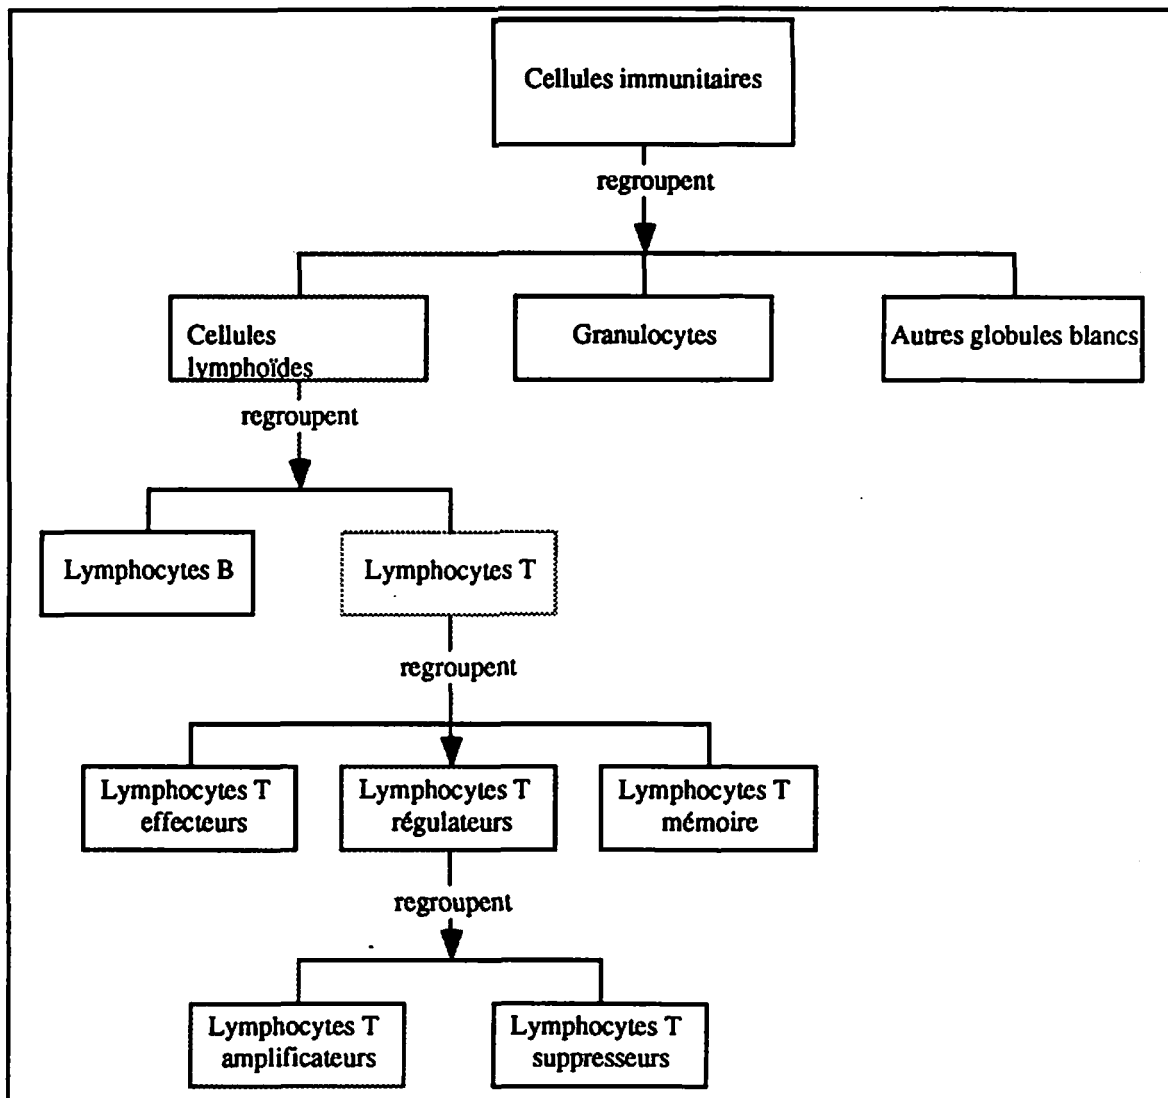 Cellules immunitaires
regroupent
Cellules
lymphoïdes
Granulocytes
Autres globules blancs
regroupent
Lymphocytes B
Lymphocytes T
regroupent
Lymphocytes T
effecteurs
Lymphocytes T
régulateurs
Lymphocytes T
mémoire
regroupent
Lymphocytes T
amplificateurs
Lymphocytes T
suppresseurs